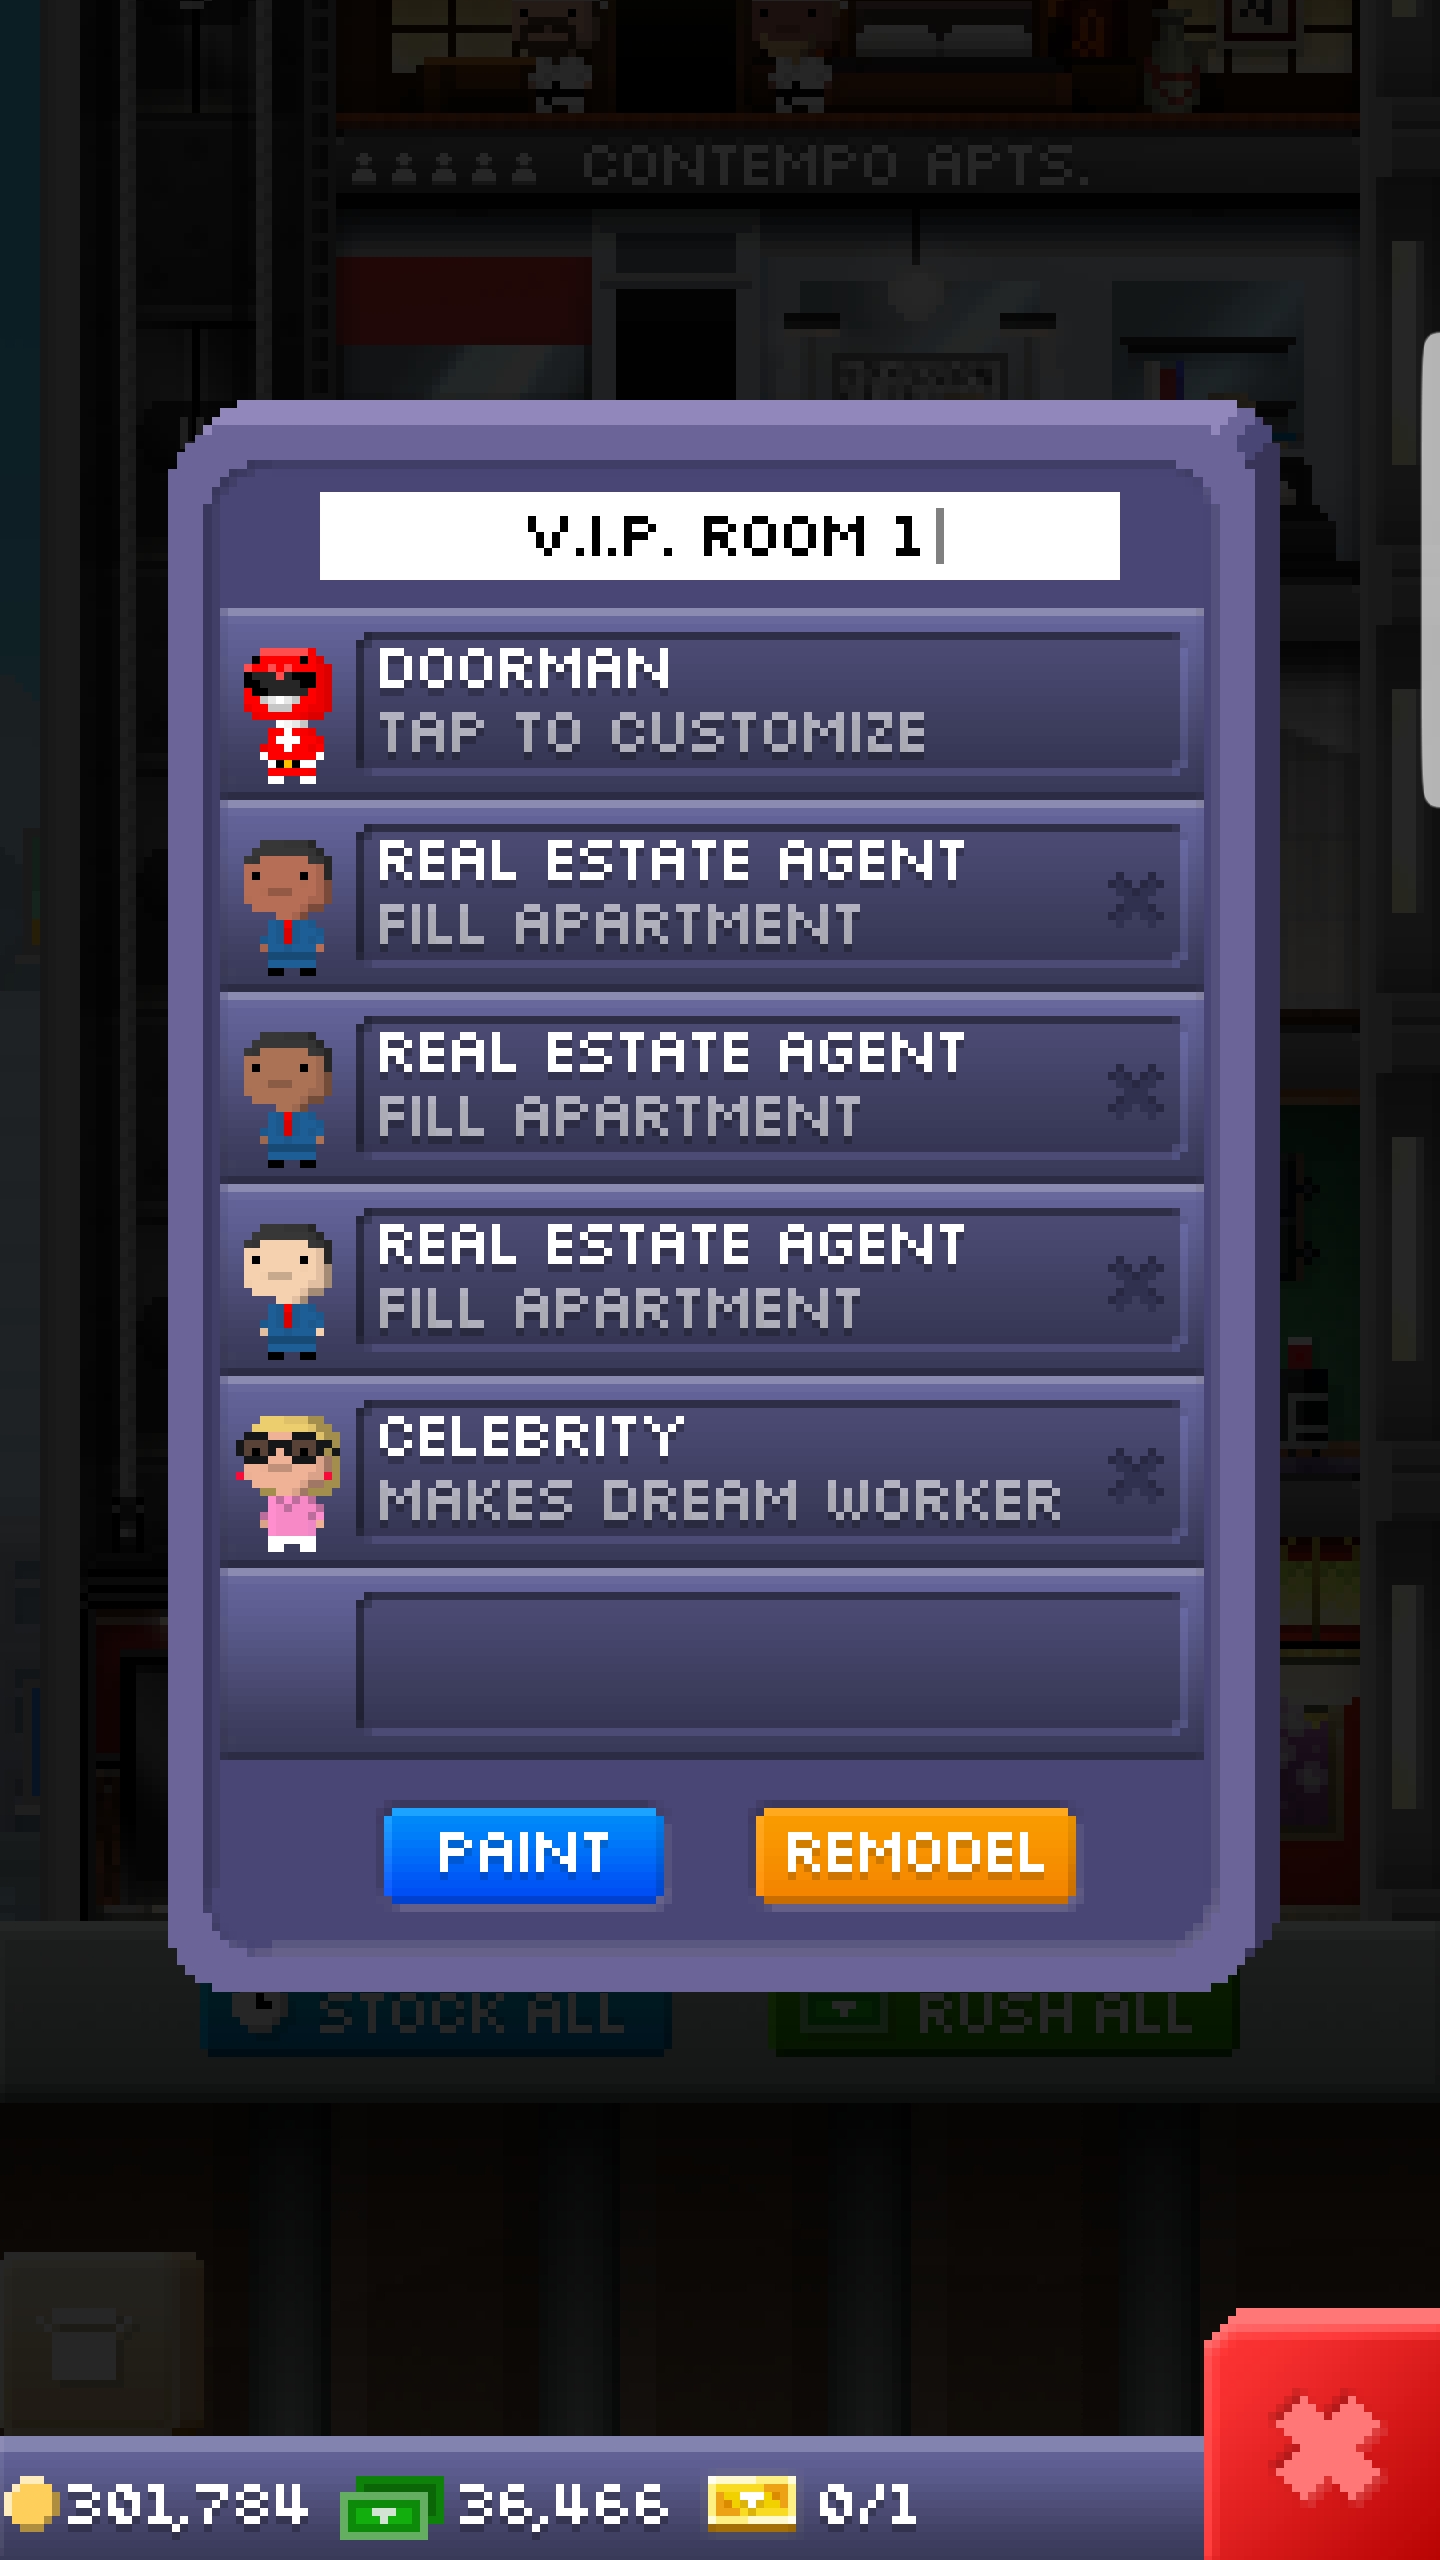 CONTEMPO APTS.
V.I.P. ROOM 1
DOORMAN
TAP TO CUSTOMIZE
REAL ESTATE AGENT
FILL APARTMENT
REAL ESTATE AGENT
FILL APARTMENT
REAL ESTATE AGENT
FILL APARTMENT
CELEBRITY
MAKES DREAM WORKER
PAINT REMODEL
STOCK ALL RUSH ALL
301,784 36,466 0/1